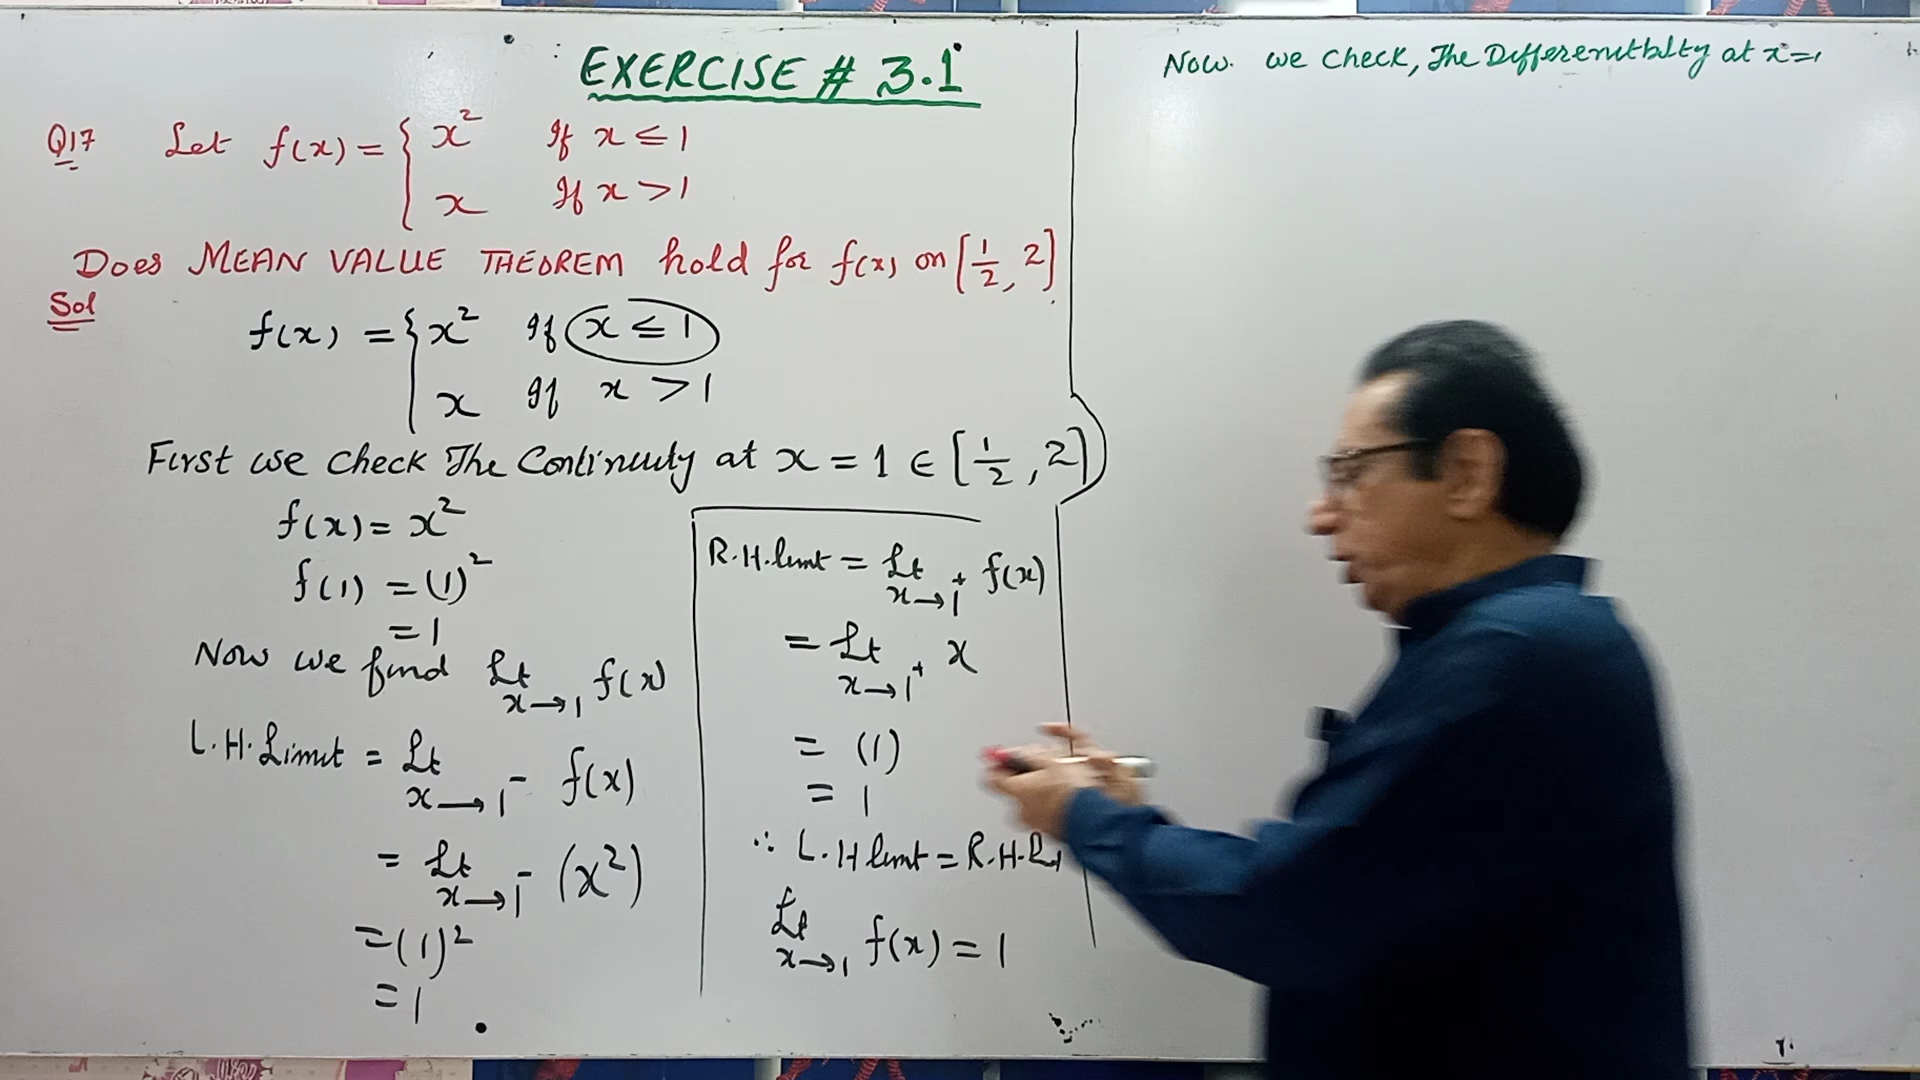 EXERCISE # 3.1
Q17 Let f(x) = { x² If x ≤ 1
x If x > 1
Does MEAN VALUE THEOREM hold for f(x) on [1/2, 2]
Sol
f(x) = { x² If x ≤ 1
x If x > 1
First we check The Continuity at x = 1 ∈ [1/2, 2]
f(x) = x²
f(1) = (1)²
= 1
Now we find Lt x→1 f(x)
L.H.Limit = Lt x→1⁻ f(x)
= Lt x→1⁻ (x²)
= (1)²
= 1
R.H.limt = Lt x→1⁺ f(x)
= Lt x→1⁺ x
= (1)
= 1
∴ L.H limt = R.H.
Lt x→1 f(x) = 1
Now. we check, The at x=1